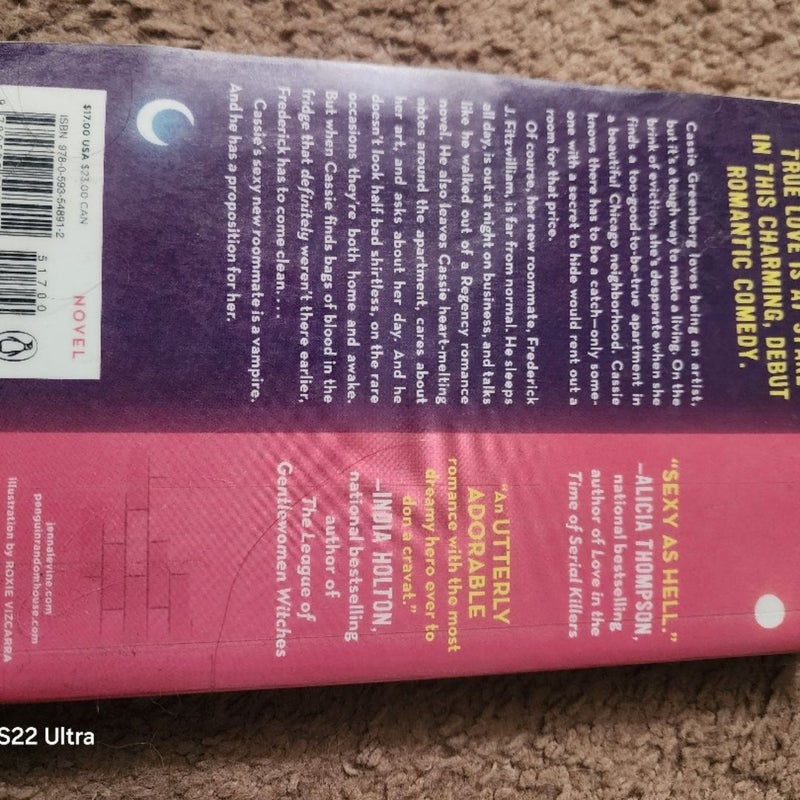 TRUE LOVE IS AT STAKE
IN THIS CHARMING, DEBUT
ROMANTIC COMEDY.
Cassie Greenberg loves being an artist,
but it's a tough way to make a living. On the
brink of eviction, she's desperate when she
finds a too-good-to-be-true apartment in
a beautiful Chicago neighborhood. Cassie
knows there has to be a catch—only some-
one with a secret to hide would rent out a
room for that price.
Of course, her new roommate, Frederick
J. Fitzwilliam, is far from normal. He sleeps
all day, is out at night on business, and talks
like he walked out of a Regency romance
novel. He also leaves Cassie heart-melting
notes around the apartment, cares about
her art, and asks about her day. And he
doesn't look half bad shirtless, on the rare
occasions they're both home and awake.
But when Cassie finds bags of blood in the
fridge that definitely weren't there earlier,
Frederick has to come clean. . . .
Cassie's sexy new roommate is a vampire.
And he has a proposition for her.
$17.00 USA $23.00 CAN
ISBN 978-0-593-54891-2
51700
NOVEL
"SEXY AS HELL."
—ALICIA THOMPSON,
national bestselling
author of Love in the
Time of Serial Killers
"An UTTERLY
ADORABLE
romance with the most
dreamy hero ever to
don a cravat."
—INDIA HOLTON,
national bestselling
author of
The League of
Gentlewomen Witches
jennalevine.com
penguinrandomhouse.com
Illustration by ROXIE VIZCARRA
S22 Ultra